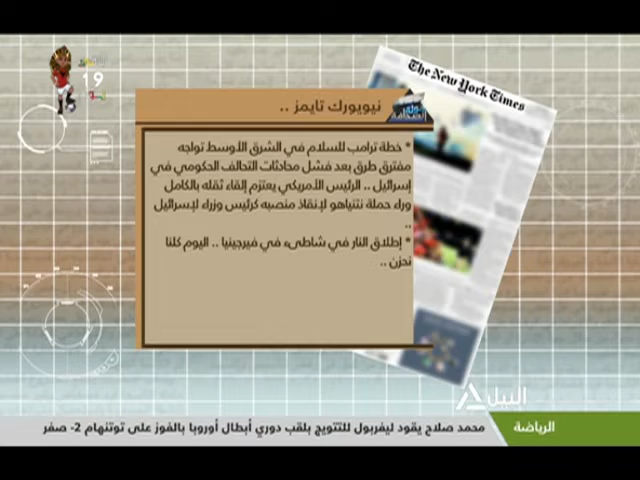 19
The New York Times
نيويورك تايمز ..
* خطة ترامب للسلام في الشرق الأوسط تواجه
مفترق طرق بعد فشل محادثات التحالف الحكومي في
إسرائيل .. الرئيس الأمريكي يعتزم إلقاء ثقله بالكامل
وراء حملة نتنياهو لإنقاذ منصبه كرئيس وزراء لإسرائيل
..
* إطلاق النار في شاطىء في فيرجينيا .. اليوم كلنا
نحزن ..
النيل
الرياضة
محمد صلاح يقود ليفربول للتتويج بلقب دوري أبطال أوروبا بالفوز على توتنهام 2- صفر